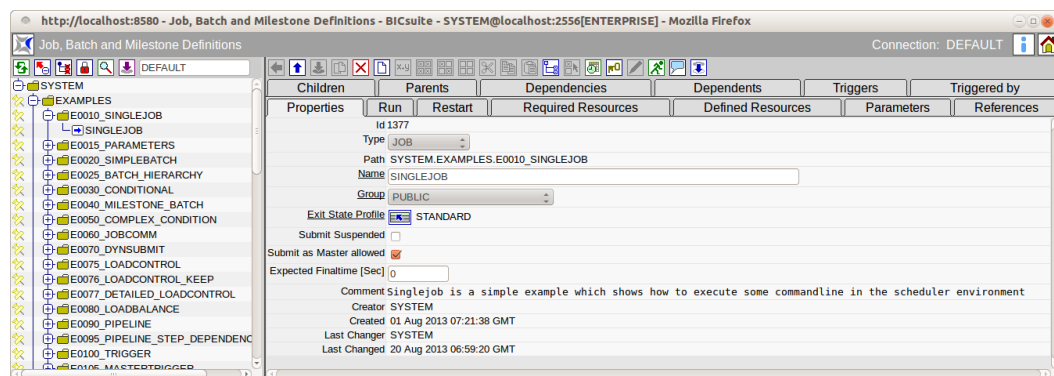 http://localhost:8580 - Job, Batch and Milestone Definitions - BICsuite - SYSTEM@localhost:2556[ENTERPRISE] - Mozilla Firefox
Job, Batch and Milestone Definitions
Connection: DEFAULT
DEFAULT
SYSTEM
EXAMPLES
E0010_SINGLEJOB
SINGLEJOB
E0015_PARAMETERS
E0020_SIMPLEBATCH
E0025_BATCH_HIERARCHY
E0030_CONDITIONAL
E0040_MILESTONE_BATCH
E0050_COMPLEX_CONDITION
E0060_JOBCOMM
E0070_DYNSUBMIT
E0075_LOADCONTROL
E0076_LOADCONTROL_KEEP
E0077_DETAILED_LOADCONTROL
E0080_LOADBALANCE
E0090_PIPELINE
E0095_PIPELINE_STEP_DEPENDENC
E0100_TRIGGER
E0105_MASTERTRIGGER
Children Parents Dependencies Dependents Triggers Triggered by
Properties Run Restart Required Resources Defined Resources Parameters References
Id 1377
Type JOB
Path SYSTEM.EXAMPLES.E0010_SINGLEJOB
Name SINGLEJOB
Group PUBLIC
Exit State Profile STANDARD
Submit Suspended
Submit as Master allowed
Expected Finaltime [Sec] 0
Comment Singlejob is a simple example which shows how to execute some commandline in the scheduler environment
Creator SYSTEM
Created 01 Aug 2013 07:21:38 GMT
Last Changer SYSTEM
Last Changed 20 Aug 2013 06:59:20 GMT